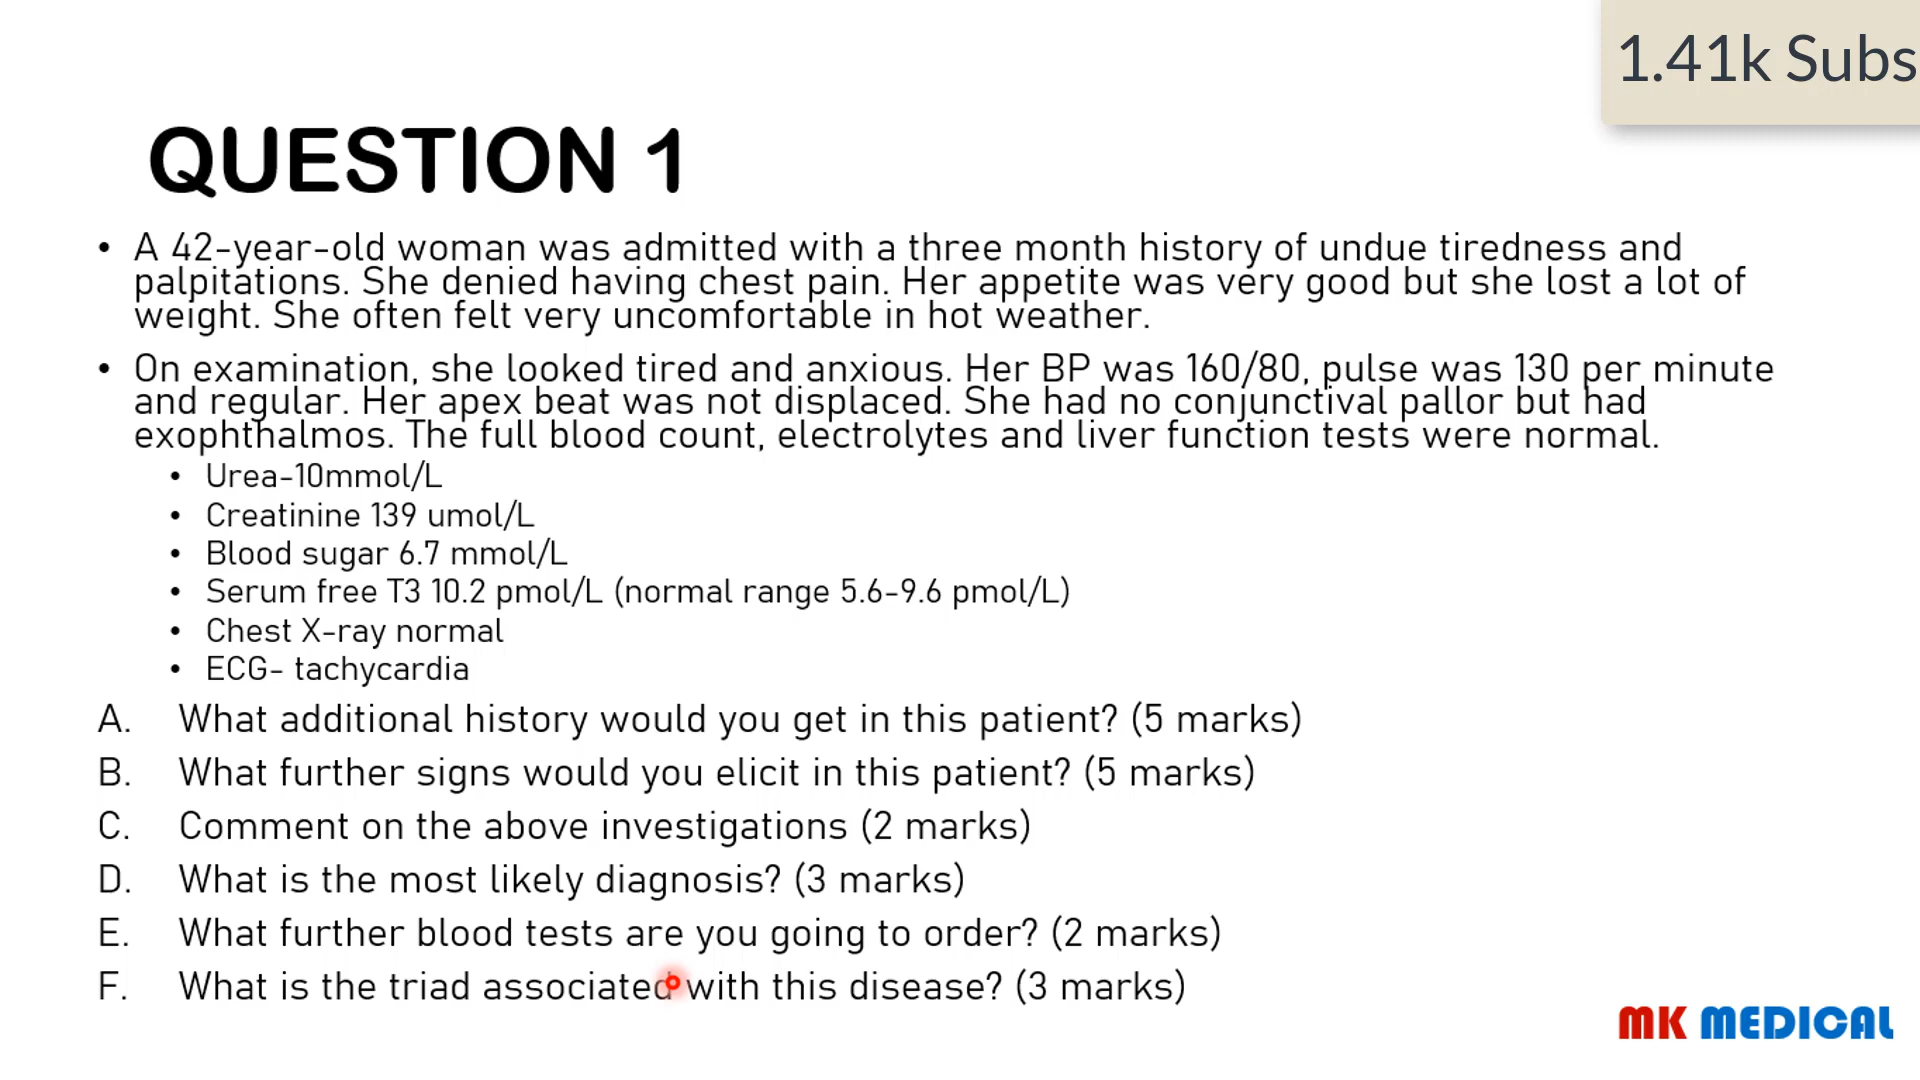 1.41k Subs
QUESTION 1
• A 42-year-old woman was admitted with a three month history of undue tiredness and
palpitations. She denied having chest pain. Her appetite was very good but she lost a lot of
weight. She often felt very uncomfortable in hot weather.
• On examination, she looked tired and anxious. Her BP was 160/80, pulse was 130 per minute
and regular. Her apex beat was not displaced. She had no conjunctival pallor but had
exophthalmos. The full blood count, electrolytes and liver function tests were normal.
• Urea-10mmol/L
• Creatinine 139 umol/L
• Blood sugar 6.7 mmol/L
• Serum free T3 10.2 pmol/L (normal range 5.6-9.6 pmol/L)
• Chest X-ray normal
• ECG- tachycardia
A. What additional history would you get in this patient? (5 marks)
B. What further signs would you elicit in this patient? (5 marks)
C. Comment on the above investigations (2 marks)
D. What is the most likely diagnosis? (3 marks)
E. What further blood tests are you going to order? (2 marks)
F. What is the triad associated with this disease? (3 marks)
MK MEDICAL